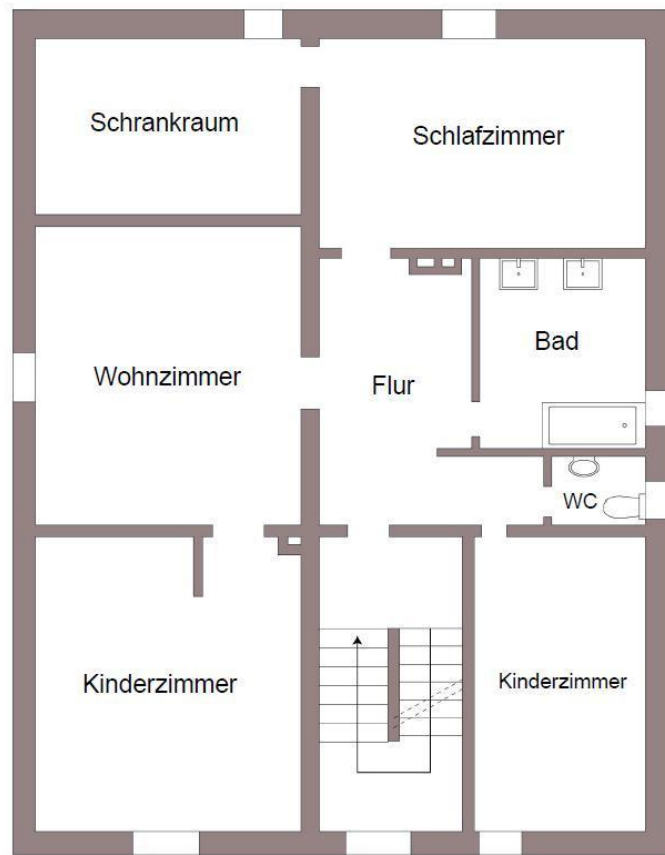 Schrankraum
Schlafzimmer
Wohnzimmer
Flur
Bad
WC
Kinderzimmer
Kinderzimmer